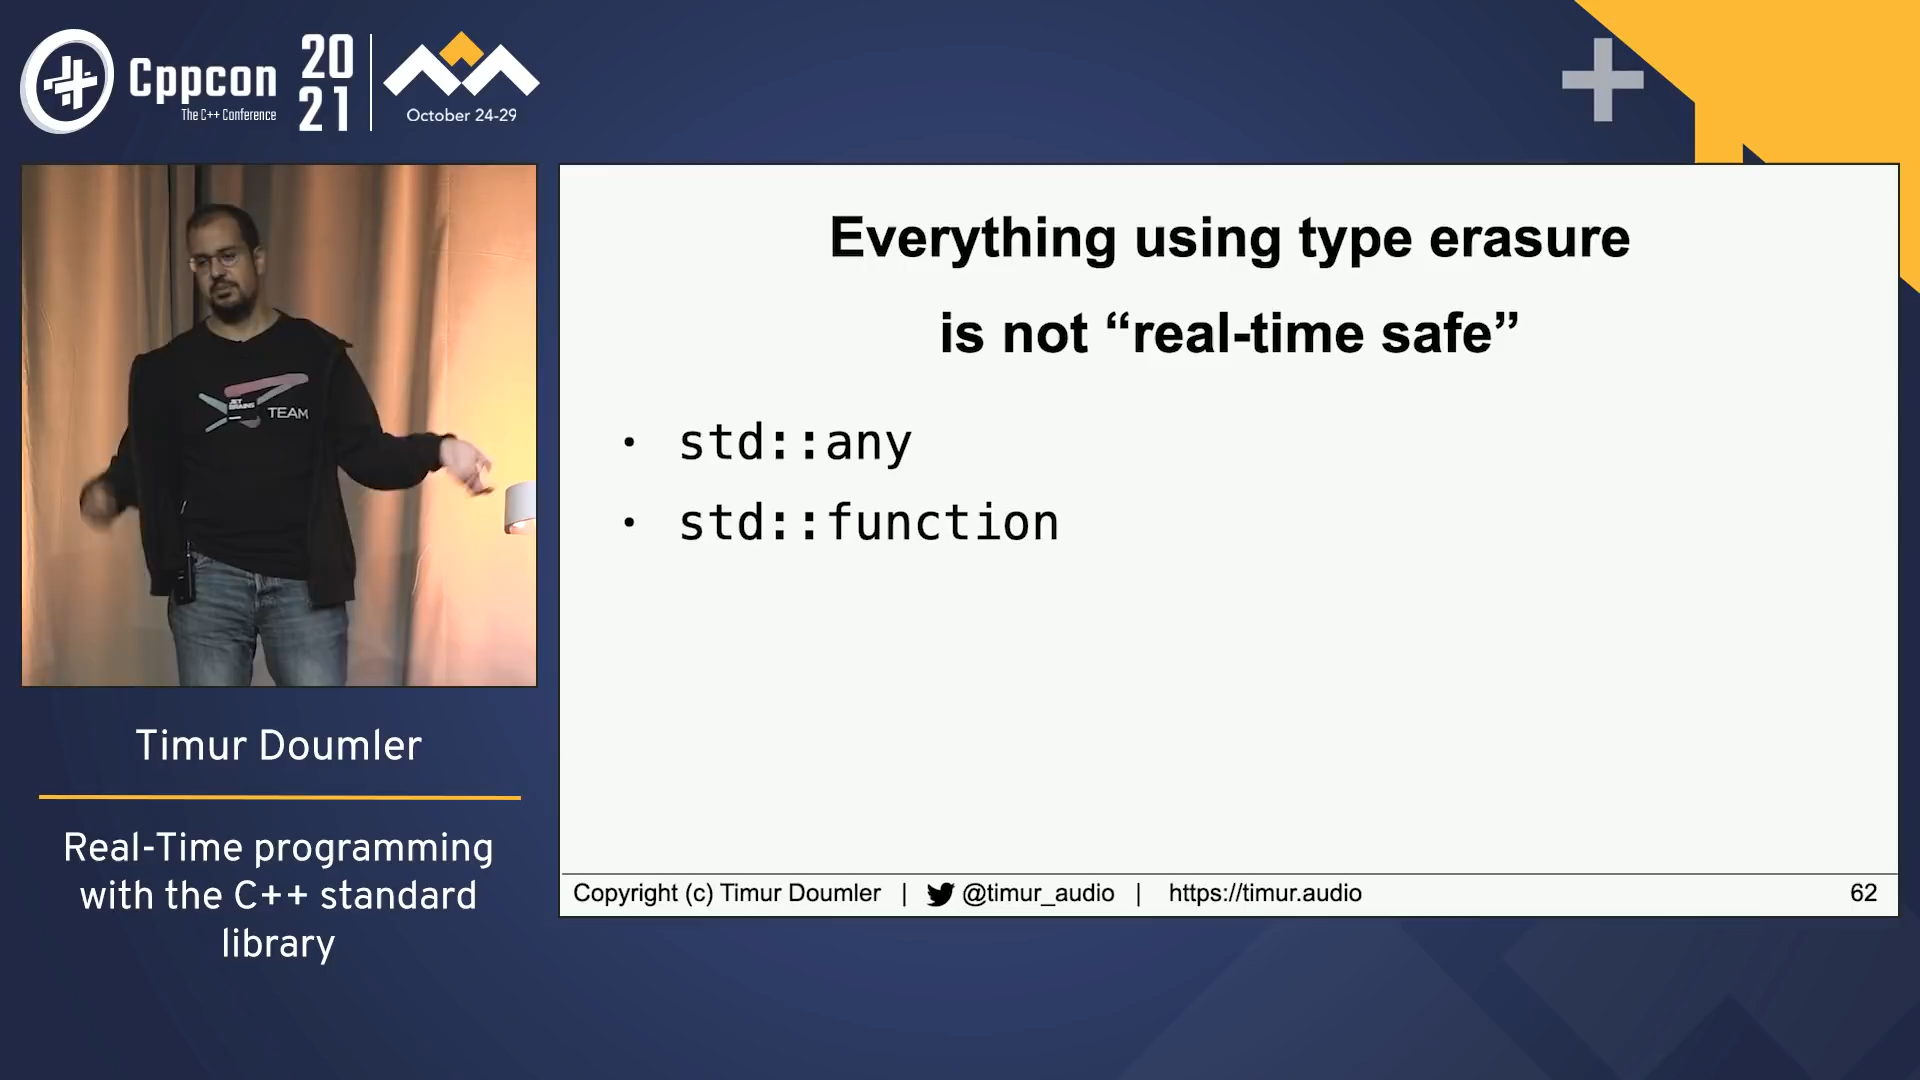 Cppcon
The C++ Conference
20
21
October 24-29
JET
BRAINS
TEAM
Timur Doumler
Real-Time programming
with the C++ standard
library
Everything using type erasure
is not “real-time safe”
• std::any
• std::function
Copyright (c) Timur Doumler | @timur_audio | https://timur.audio
62